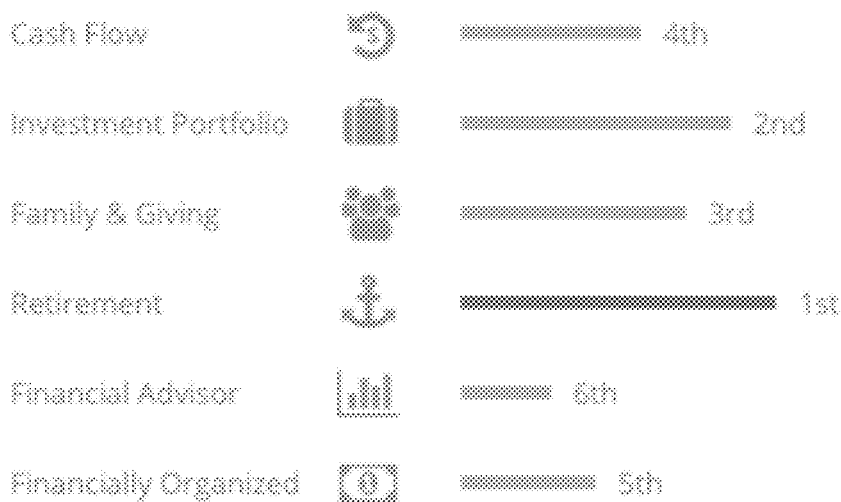 Cash Flow 4th
Investment Portfolio 2nd
Family & Giving 3rd
Retirement 1st
Financial Advisor 6th
Financially Organized 5th